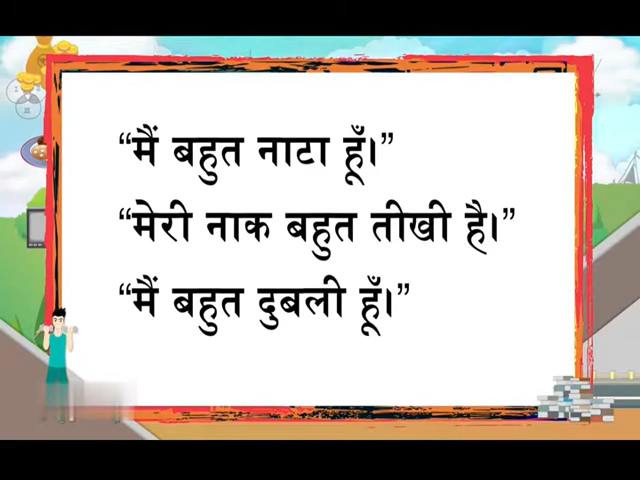 “मैं बहुत नाटा हूँ।”
“मेरी नाक बहुत तीखी है।”
“मैं बहुत दुबली हूँ।”